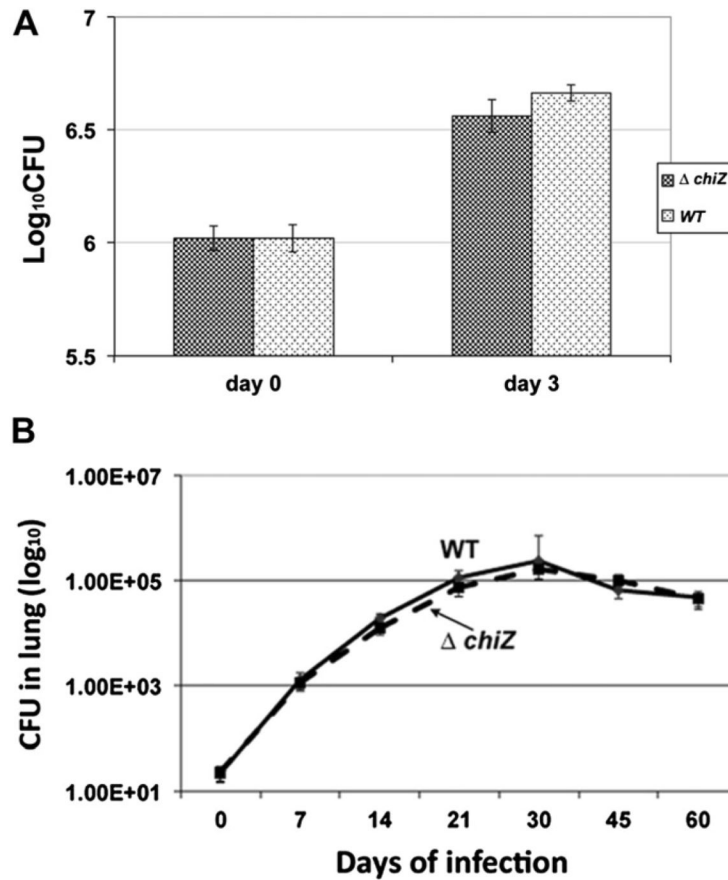 A
7
6.5
6
5.5
Log₁₀CFU
day 0
day 3
Δ chiZ
WT
B
1.00E+07
1.00E+05
1.00E+03
1.00E+01
CFU in lung (log₁₀)
WT
Δ chiZ
0 7 14 21 30 45 60
Days of infection